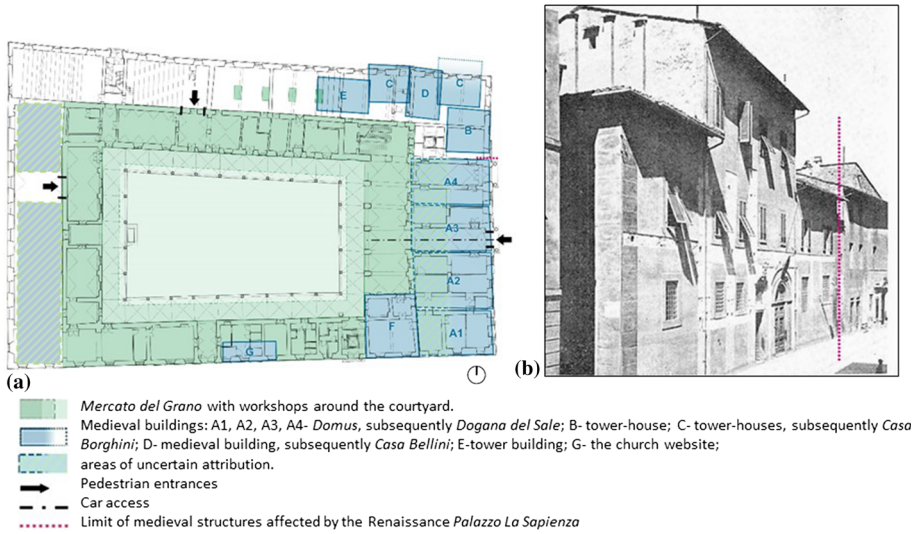 E
C
D
C
B
A4
A3
A2
F
A1
G
(a)
(b)
Mercato del Grano with workshops around the courtyard.
Medieval buildings: A1, A2, A3, A4- Domus, subsequently Dogana del Sale; B- tower-house; C- tower-houses, subsequently Casa
Borghini; D- medieval building, subsequently Casa Bellini; E-tower building; G- the church website;
areas of uncertain attribution.
Pedestrian entrances
Car access
Limit of medieval structures affected by the Renaissance Palazzo La Sapienza